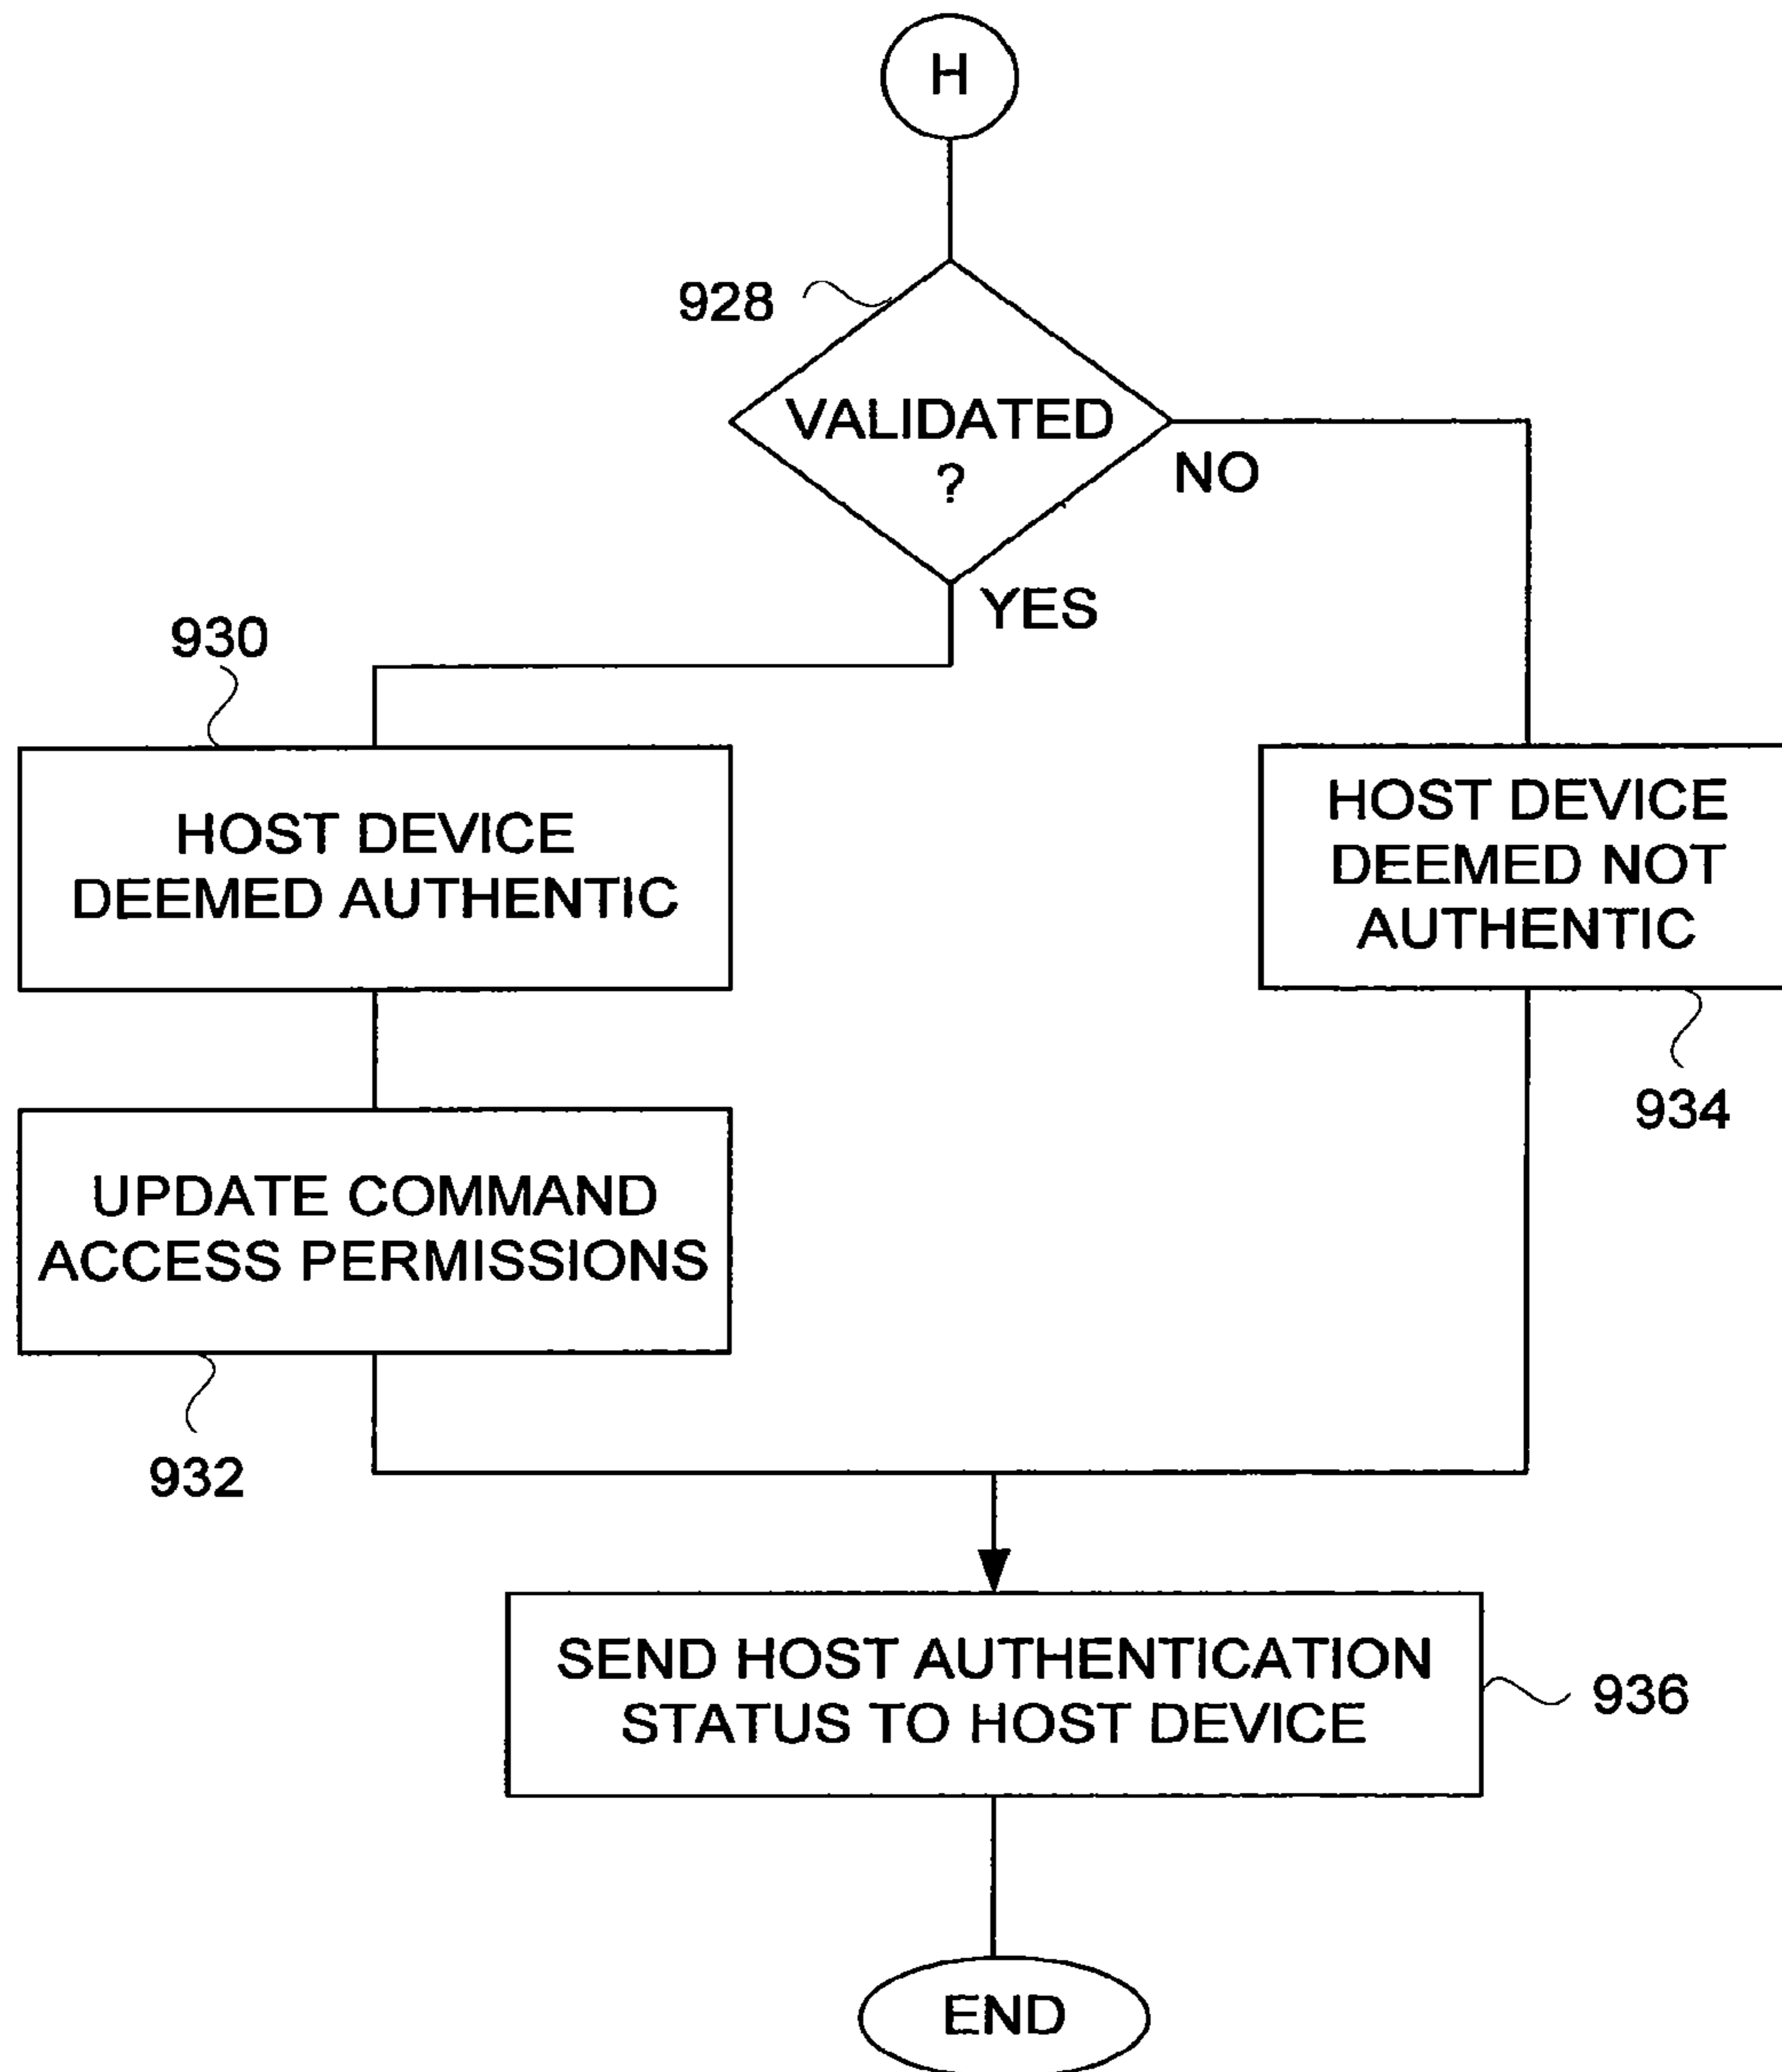 H
928
VALIDATED
?
NO
YES
930
HOST DEVICE
DEEMED AUTHENTIC
HOST DEVICE
DEEMED NOT
AUTHENTIC
934
UPDATE COMMAND
ACCESS PERMISSIONS
932
SEND HOST AUTHENTICATION
STATUS TO HOST DEVICE
936
END